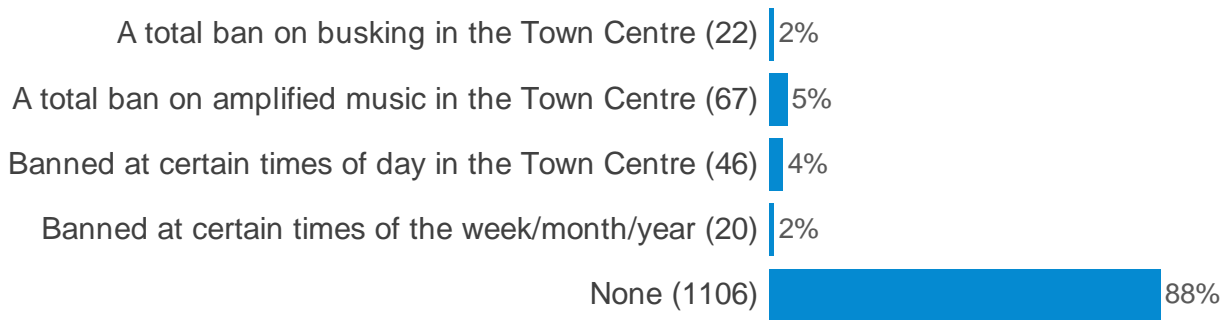 A total ban on busking in the Town Centre (22) 2%
A total ban on amplified music in the Town Centre (67) 5%
Banned at certain times of day in the Town Centre (46) 4%
Banned at certain times of the week/month/year (20) 2%
None (1106) 88%